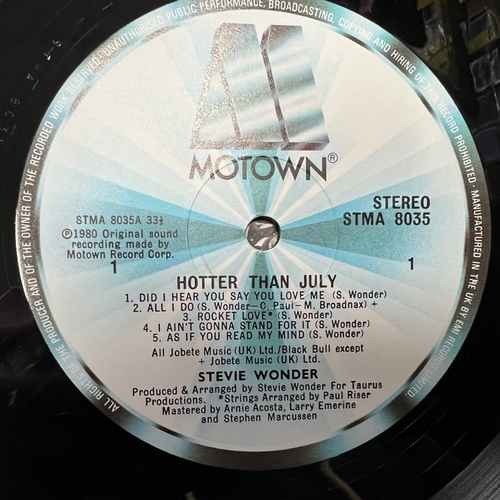 ALL RIGHTS OF THE PRODUCER AND OF THE OWNER OF THE RECORDED WORK RESERVED. UNAUTHORISED PUBLIC PERFORMANCE, BROADCASTING, COPYING AND HIRING OF THIS RECORD PROHIBITED · MANUFACTURED IN THE UK BY EMI RECORDS LIMITED
MOTOWN®
STMA 8035A 33⅓
STEREO
STMA 8035
℗1980 Original sound
recording made by
Motown Record Corp.
1
1
HOTTER THAN JULY
1. DID I HEAR YOU SAY YOU LOVE ME (S. Wonder)
2. ALL I DO (S. Wonder-C. Paul- M. Broadnax) +
3. ROCKET LOVE* (S. Wonder)
4. I AIN'T GONNA STAND FOR IT (S. Wonder)
5. AS IF YOU READ MY MIND (S. Wonder)
All Jobete Music (UK) Ltd./Black Bull except
+ Jobete Music (UK) Ltd.
STEVIE WONDER
Produced & Arranged by Stevie Wonder For Taurus
Productions. *Strings Arranged by Paul Riser
Mastered by Arnie Acosta, Larry Emerine
and Stephen Marcussen